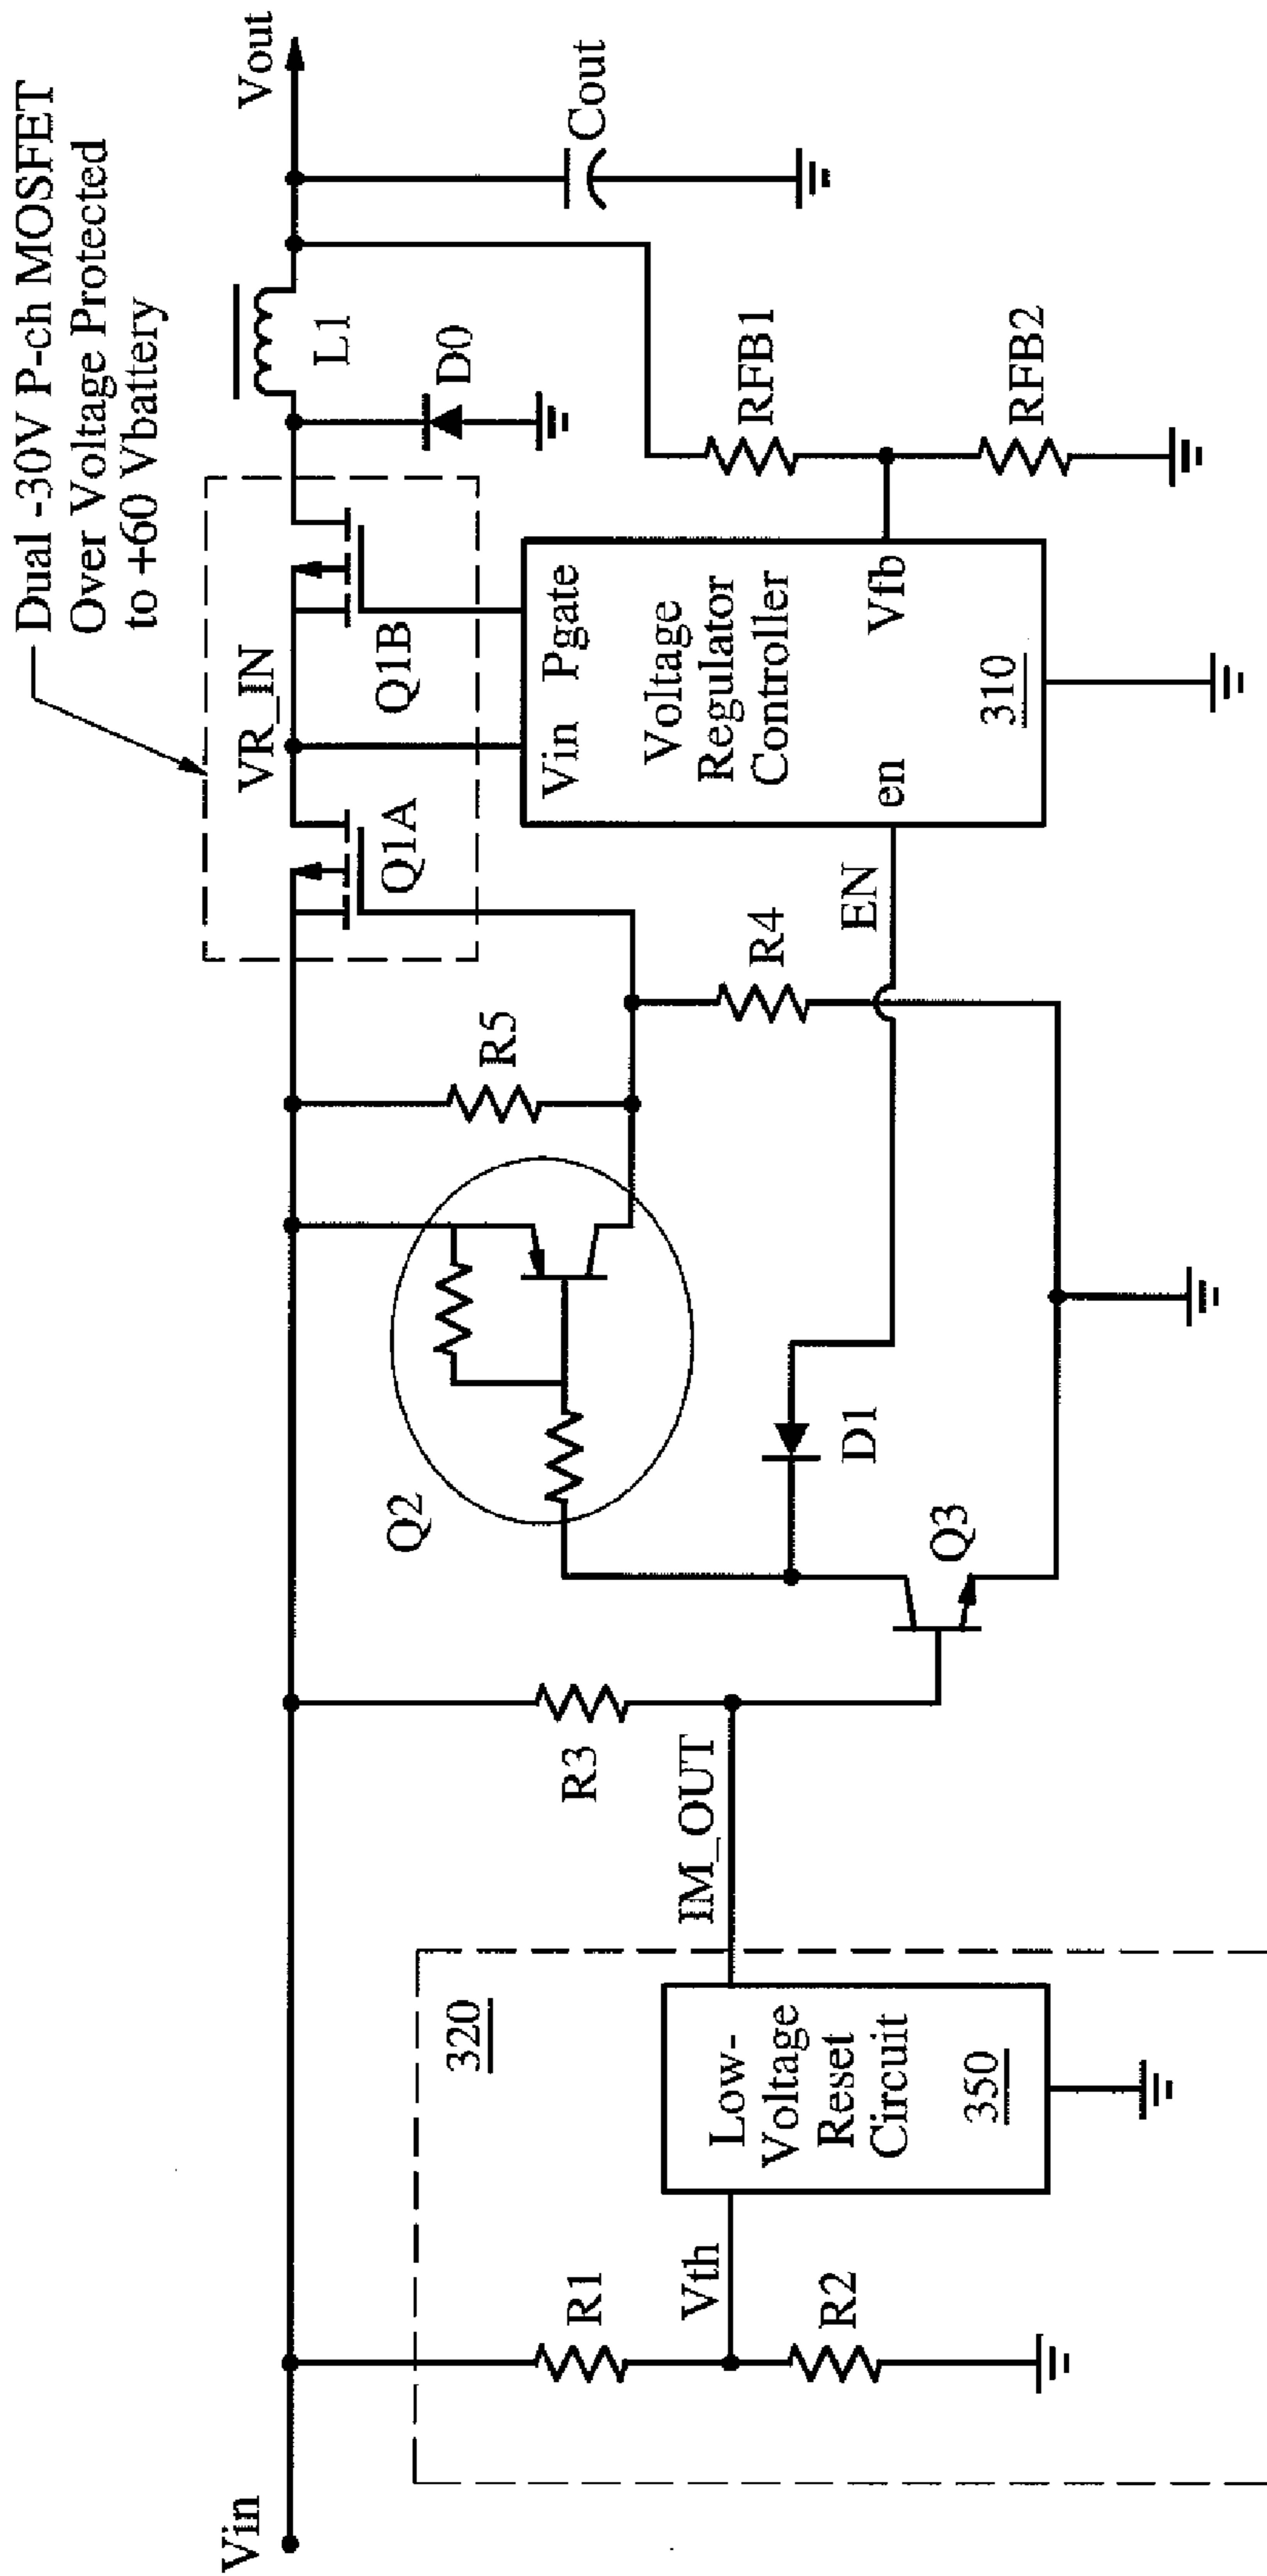 Dual -30V P-ch MOSFET
Over Voltage Protected
to +60 Vbattery
Vin
VR_IN
Vout
Q1A
Q1B
L1
D0
Cout
R5
R4
Q2
R3
R1
R2
Vth
320
Low-
Voltage
Reset
Circuit
350
IM_OUT
Q3
D1
EN
Vin Pgate
Voltage
Regulator
Controller
en
310
Vfb
RFB1
RFB2